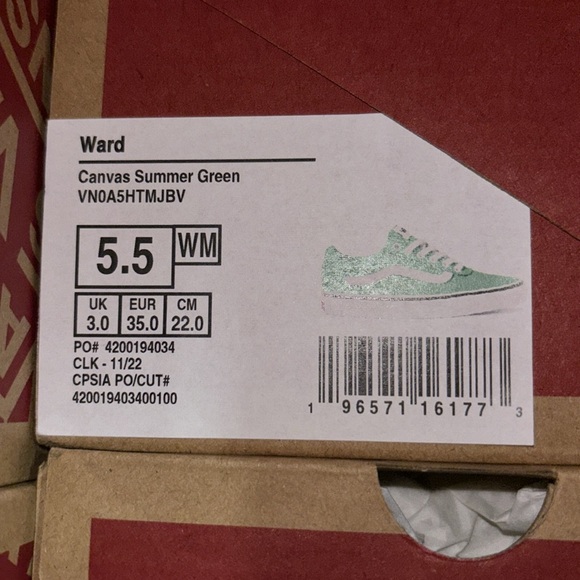 Ward
Canvas Summer Green
VN0A5HTMJBV
5.5 WM
UK EUR CM
3.0 35.0 22.0
PO# 4200194034
CLK - 11/22
CPSIA PO/CUT#
420019403400100
1 96571 16177 3